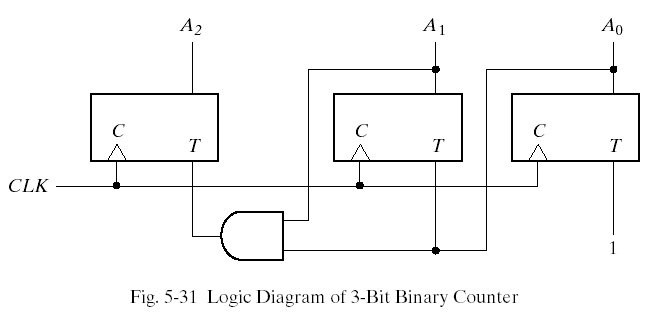 A2 A1 A0
C T C T C T
CLK
1
Fig. 5-31 Logic Diagram of 3-Bit Binary Counter